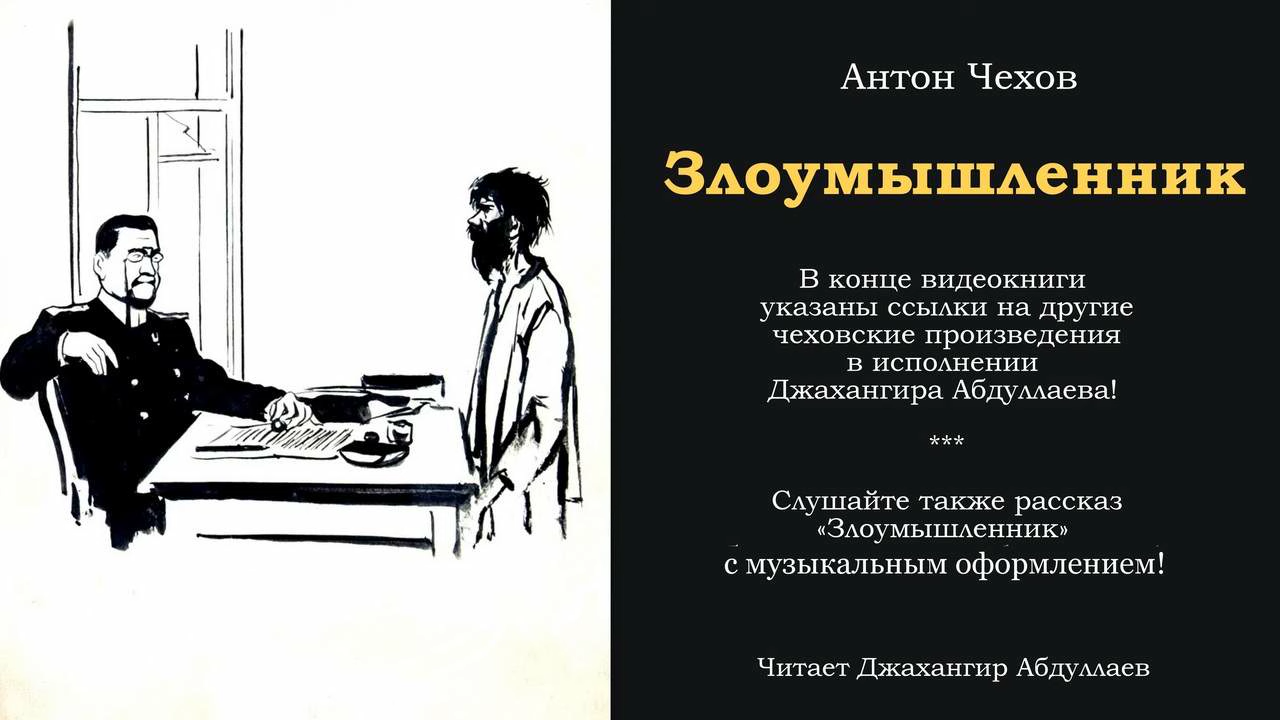 Антон Чехов
Злоумышленник
В конце видеокниги
указаны ссылки на другие
чеховские произведения
в исполнении
Джахангира Абдуллаева!
***
Слушайте также рассказ
«Злоумышленник»
с музыкальным оформлением!
Читает Джахангир Абдуллаев